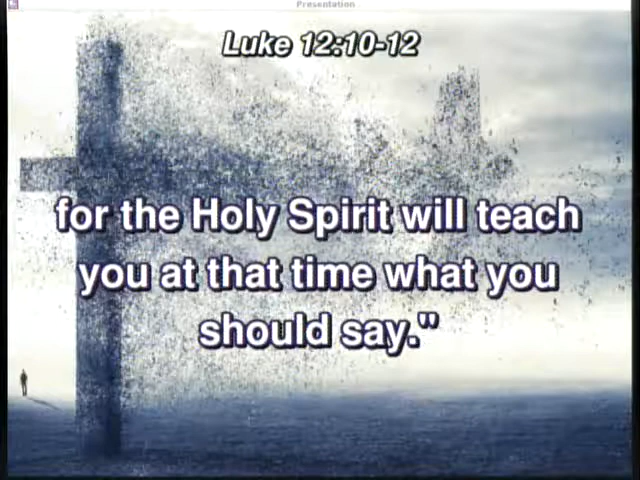 Presentation
Luke 12:10-12
for the Holy Spirit will teach
you at that time what you
should say."